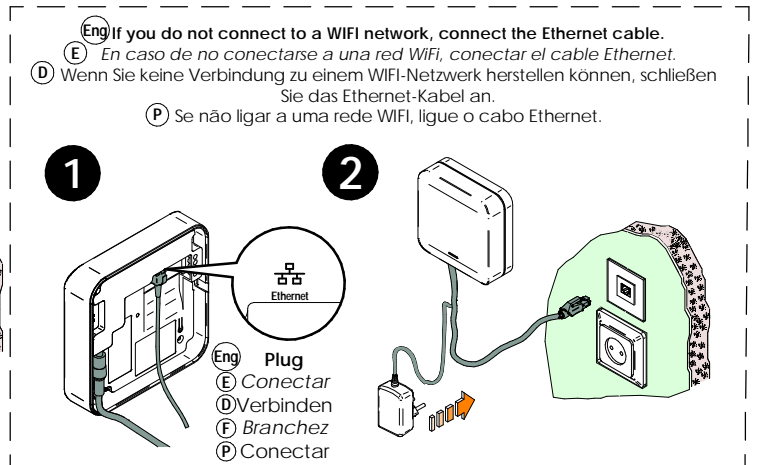 Eng If you do not connect to a WIFI network, connect the Ethernet cable.
E En caso de no conectarse a una red WiFi, conectar el cable Ethernet.
D Wenn Sie keine Verbindung zu einem WIFI-Netzwerk herstellen können, schließen
Sie das Ethernet-Kabel an.
P Se não ligar a uma rede WIFI, ligue o cabo Ethernet.
1
2
Ethernet
Eng Plug
E Conectar
D Verbinden
F Branchez
P Conectar